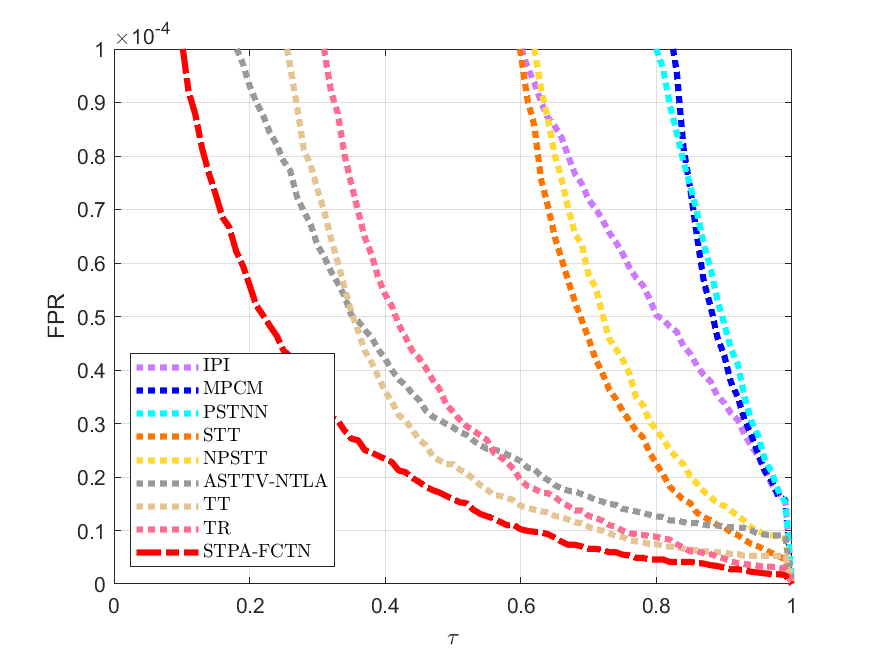 ×10⁻⁴
1
0.9
0.8
0.7
0.6
0.5
0.4
0.3
0.2
0.1
0
FPR
IPI
MPCM
PSTNN
STT
NPSTT
ASTTV-NTLA
TT
TR
STPA-FCTN
0 0.2 0.4 0.6 0.8 1
τ